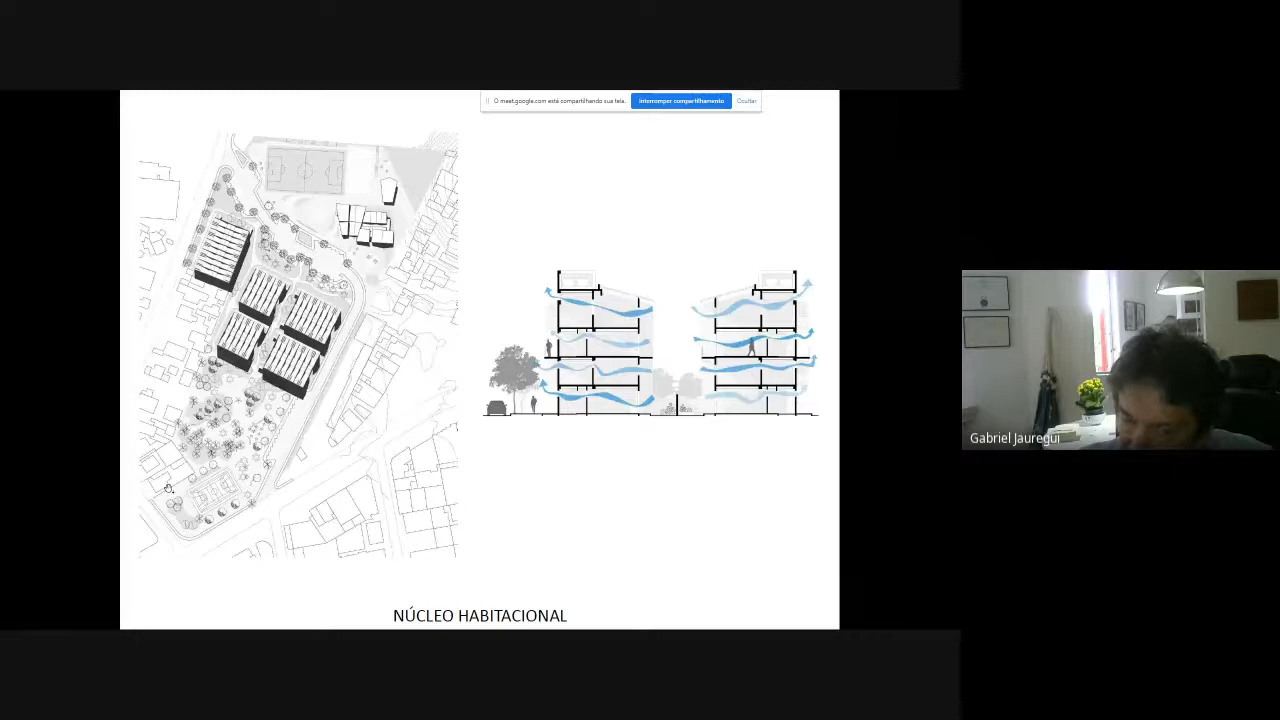 O meet.google.com está compartilhando sua tela. Interromper compartilhamento Ocultar
Gabriel Jauregui
NÚCLEO HABITACIONAL